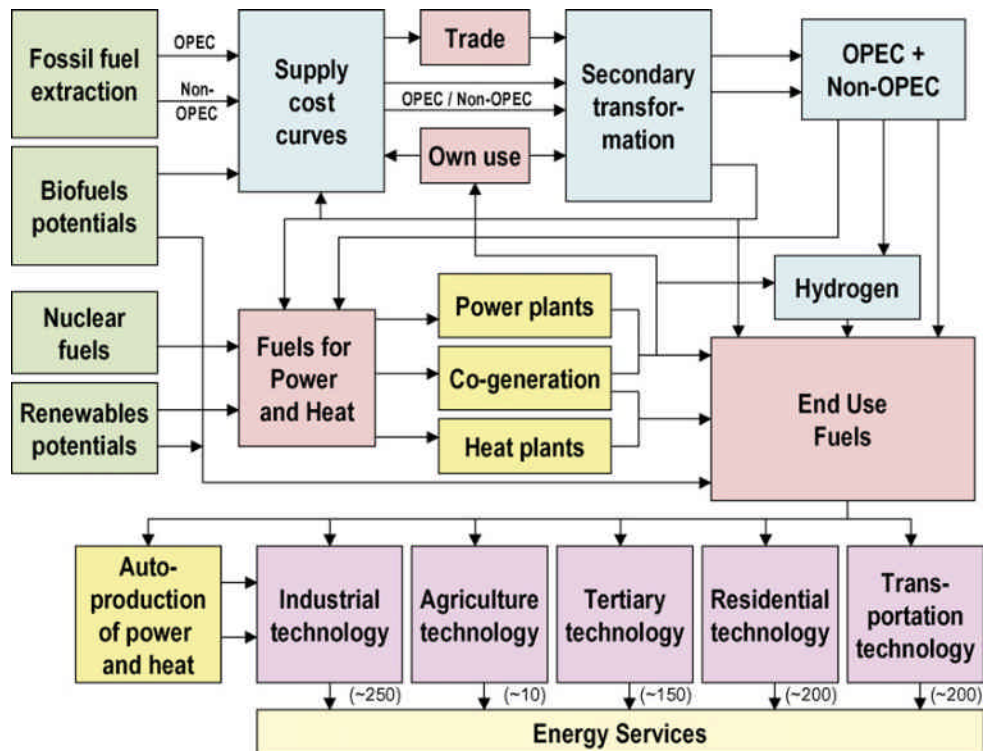 Fossil fuel
extraction
OPEC
Non-
OPEC
Supply
cost
curves
Trade
OPEC / Non-OPEC
Own use
Secondary
transfor-
mation
OPEC +
Non-OPEC
Biofuels
potentials
Nuclear
fuels
Renewables
potentials
Fuels for
Power
and Heat
Power plants
Co-generation
Heat plants
Hydrogen
End Use
Fuels
Auto-
production
of power
and heat
Industrial
technology
Agriculture
technology
Tertiary
technology
Residential
technology
Trans-
portation
technology
(~250)
(~10)
(~150)
(~200)
(~200)
Energy Services